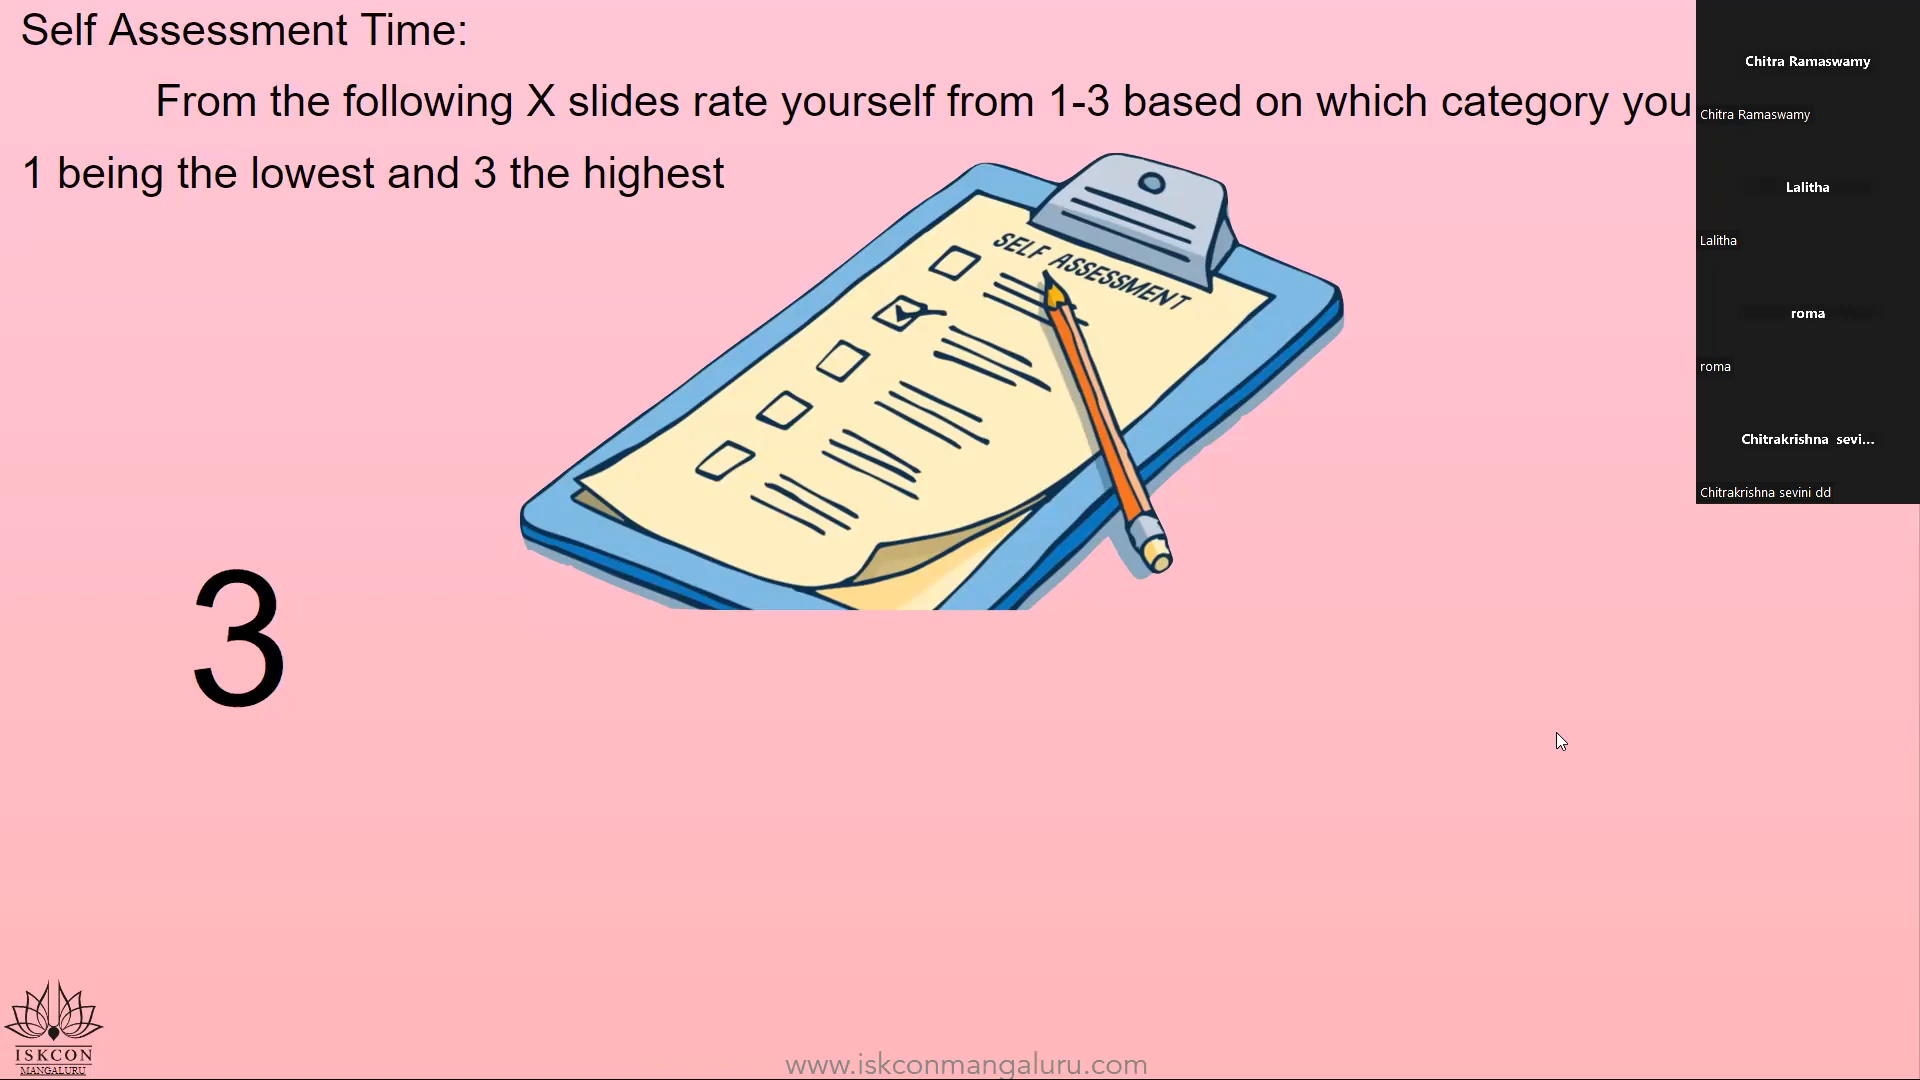 Self Assessment Time:
From the following X slides rate yourself from 1-3 based on which category you
1 being the lowest and 3 the highest
SELF ASSESSMENT
3
Chitra Ramaswamy
Chitra Ramaswamy
Lalitha
Lalitha
roma
roma
Chitrakrishna sevi...
Chitrakrishna sevini dd
ISKCON
MANGALURU
www.iskconmangaluru.com